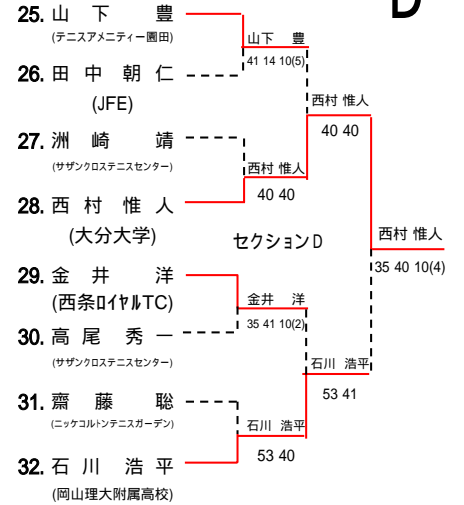 D
25. 山 下 豊
(テニスアメニティー園田)
山下 豊
41 14 10(5)
26. 田 中 朝 仁
(JFE)
西村 惟人
40 40
27. 洲 崎 靖
(サザンクロステニスセンター)
西村 惟人
40 40
28. 西 村 惟 人
(大分大学)
セクションD
西村 惟人
35 40 10(4)
29. 金 井 洋
(西条ロイヤルTC)
金井 洋
35 41 10(2)
30. 高 尾 秀 一
(サザンクロステニスセンター)
石川 浩平
53 41
31. 齋 藤 聡
(ニッケコルトンテニスガーデン)
石川 浩平
53 40
32. 石 川 浩 平
(岡山理大附属高校)